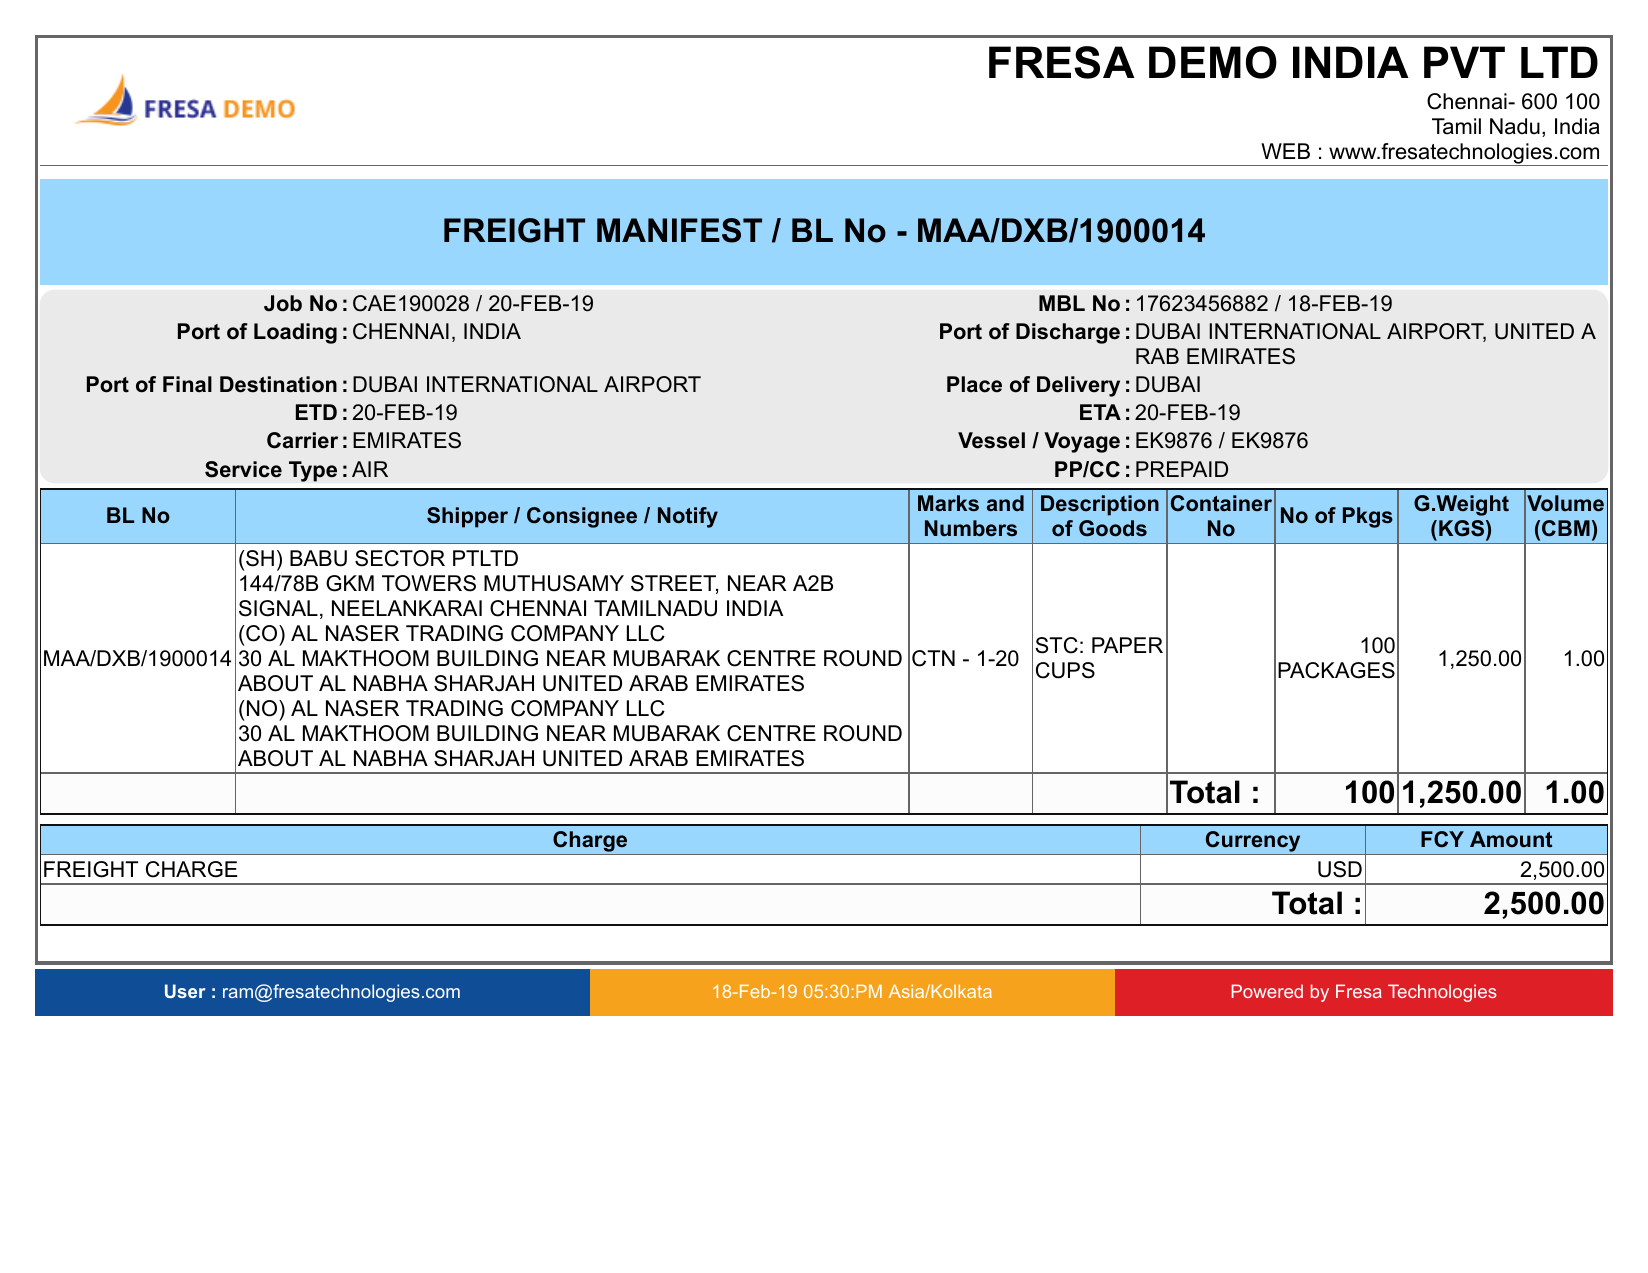 FRESA DEMO
FRESA DEMO INDIA PVT LTD
Chennai- 600 100
Tamil Nadu, India
WEB : www.fresatechnologies.com
FREIGHT MANIFEST / BL No - MAA/DXB/1900014
Job No : CAE190028 / 20-FEB-19 MBL No : 17623456882 / 18-FEB-19
Port of Loading : CHENNAI, INDIA Port of Discharge : DUBAI INTERNATIONAL AIRPORT, UNITED A
RAB EMIRATES
Port of Final Destination : DUBAI INTERNATIONAL AIRPORT Place of Delivery : DUBAI
ETD : 20-FEB-19 ETA : 20-FEB-19
Carrier : EMIRATES Vessel / Voyage : EK9876 / EK9876
Service Type : AIR PP/CC : PREPAID
BL No
Shipper / Consignee / Notify
Marks and
Numbers
Description
of Goods
Container
No
No of Pkgs
G.Weight
(KGS)
Volume
(CBM)
MAA/DXB/1900014
(SH) BABU SECTOR PTLTD
144/78B GKM TOWERS MUTHUSAMY STREET, NEAR A2B
SIGNAL, NEELANKARAI CHENNAI TAMILNADU INDIA
(CO) AL NASER TRADING COMPANY LLC
30 AL MAKTHOOM BUILDING NEAR MUBARAK CENTRE ROUND
ABOUT AL NABHA SHARJAH UNITED ARAB EMIRATES
(NO) AL NASER TRADING COMPANY LLC
30 AL MAKTHOOM BUILDING NEAR MUBARAK CENTRE ROUND
ABOUT AL NABHA SHARJAH UNITED ARAB EMIRATES
CTN - 1-20
STC: PAPER
CUPS
100
PACKAGES
1,250.00
1.00
Total : 100 1,250.00 1.00
Charge Currency FCY Amount
FREIGHT CHARGE USD 2,500.00
Total : 2,500.00
User : ram@fresatechnologies.com 18-Feb-19 05:30:PM Asia/Kolkata Powered by Fresa Technologies